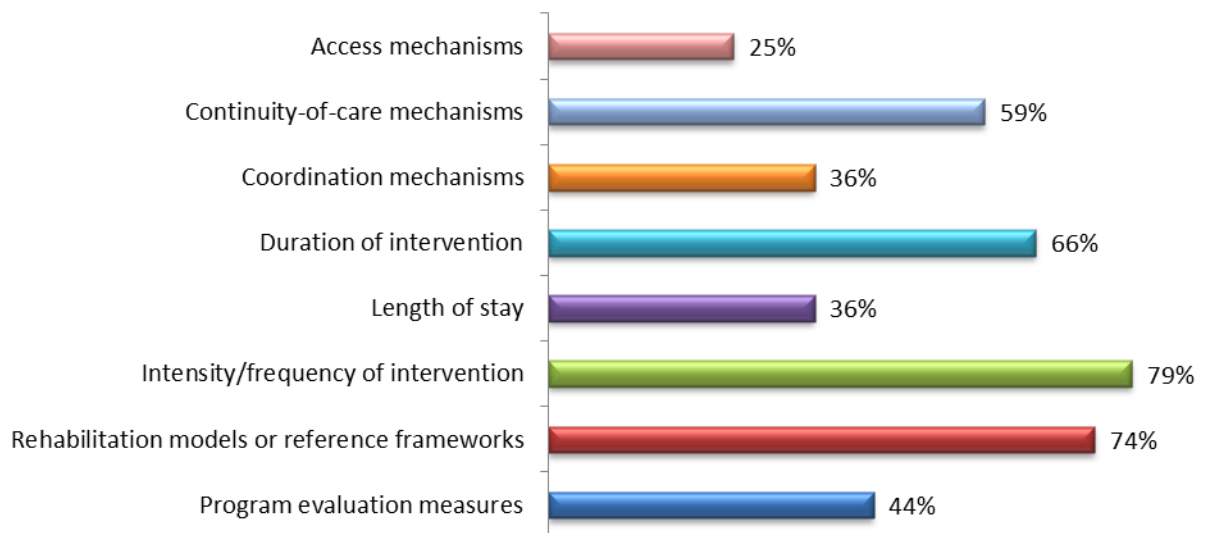 Access mechanisms 25%
Continuity-of-care mechanisms 59%
Coordination mechanisms 36%
Duration of intervention 66%
Length of stay 36%
Intensity/frequency of intervention 79%
Rehabilitation models or reference frameworks 74%
Program evaluation measures 44%